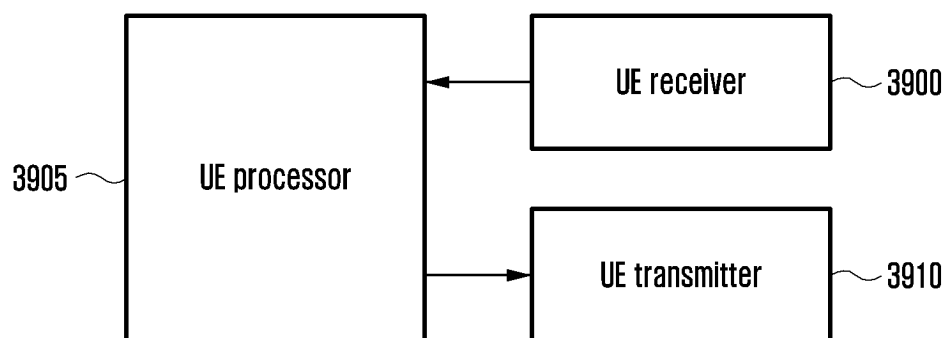 UE receiver
3900
3905
UE processor
UE transmitter
3910